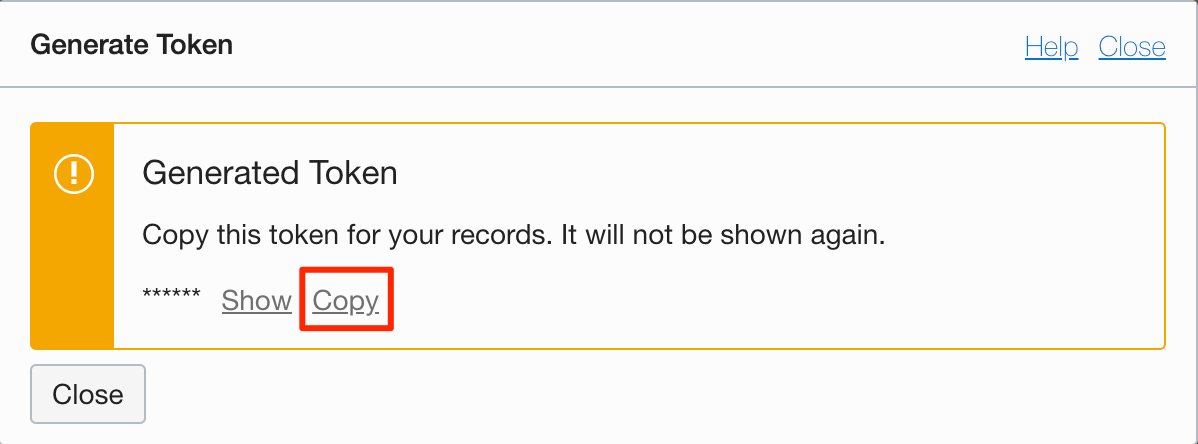 Generate Token
Help Close
Generated Token
Copy this token for your records. It will not be shown again.
****** Show Copy
Close